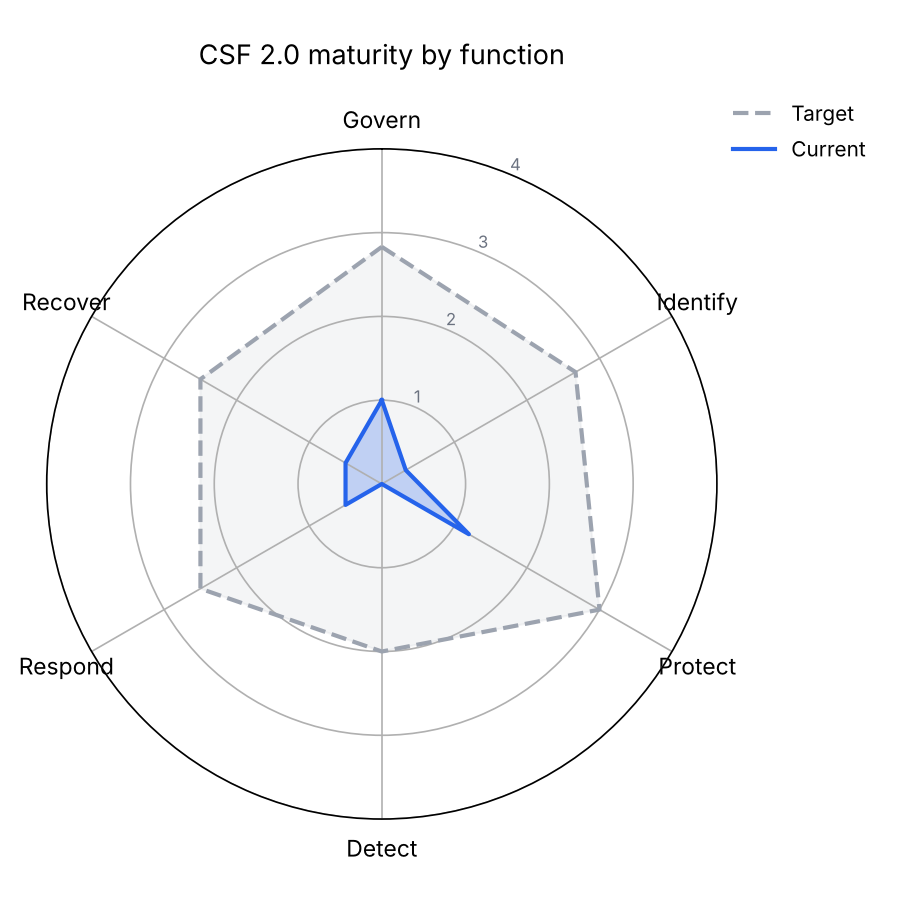 CSF 2.0 maturity by function
Target
Current
Govern
4
3
Recover
Identify
2
1
Respond
Protect
Detect